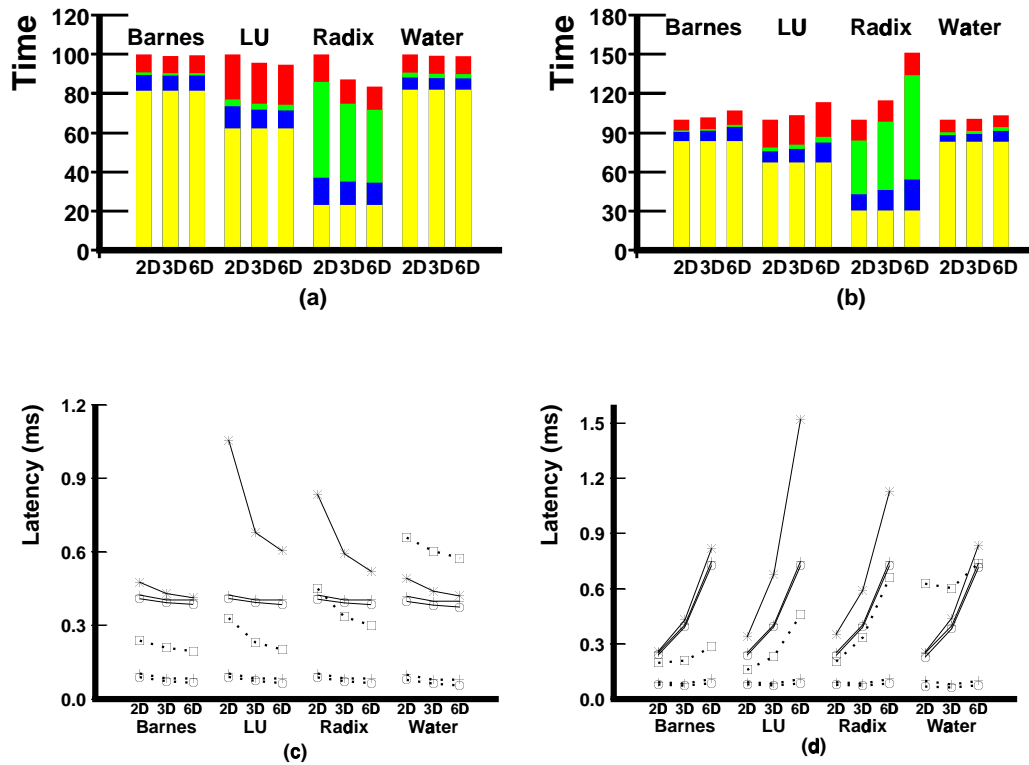 Time
120
100
80
60
40
20
0
Barnes LU Radix Water
2D3D6D 2D3D6D 2D3D6D 2D3D6D
(a)
Time
180
150
120
90
60
30
0
Barnes LU Radix Water
2D3D6D 2D3D6D 2D3D6D 2D3D6D
(b)
Latency (ms)
1.2
0.9
0.6
0.3
0.0
2D 3D 6D 2D 3D 6D 2D 3D 6D 2D 3D 6D
Barnes LU Radix Water
(c)
Latency (ms)
1.5
1.2
0.9
0.6
0.3
0.0
2D 3D 6D 2D 3D 6D 2D 3D 6D 2D 3D 6D
Barnes LU Radix Water
(d)